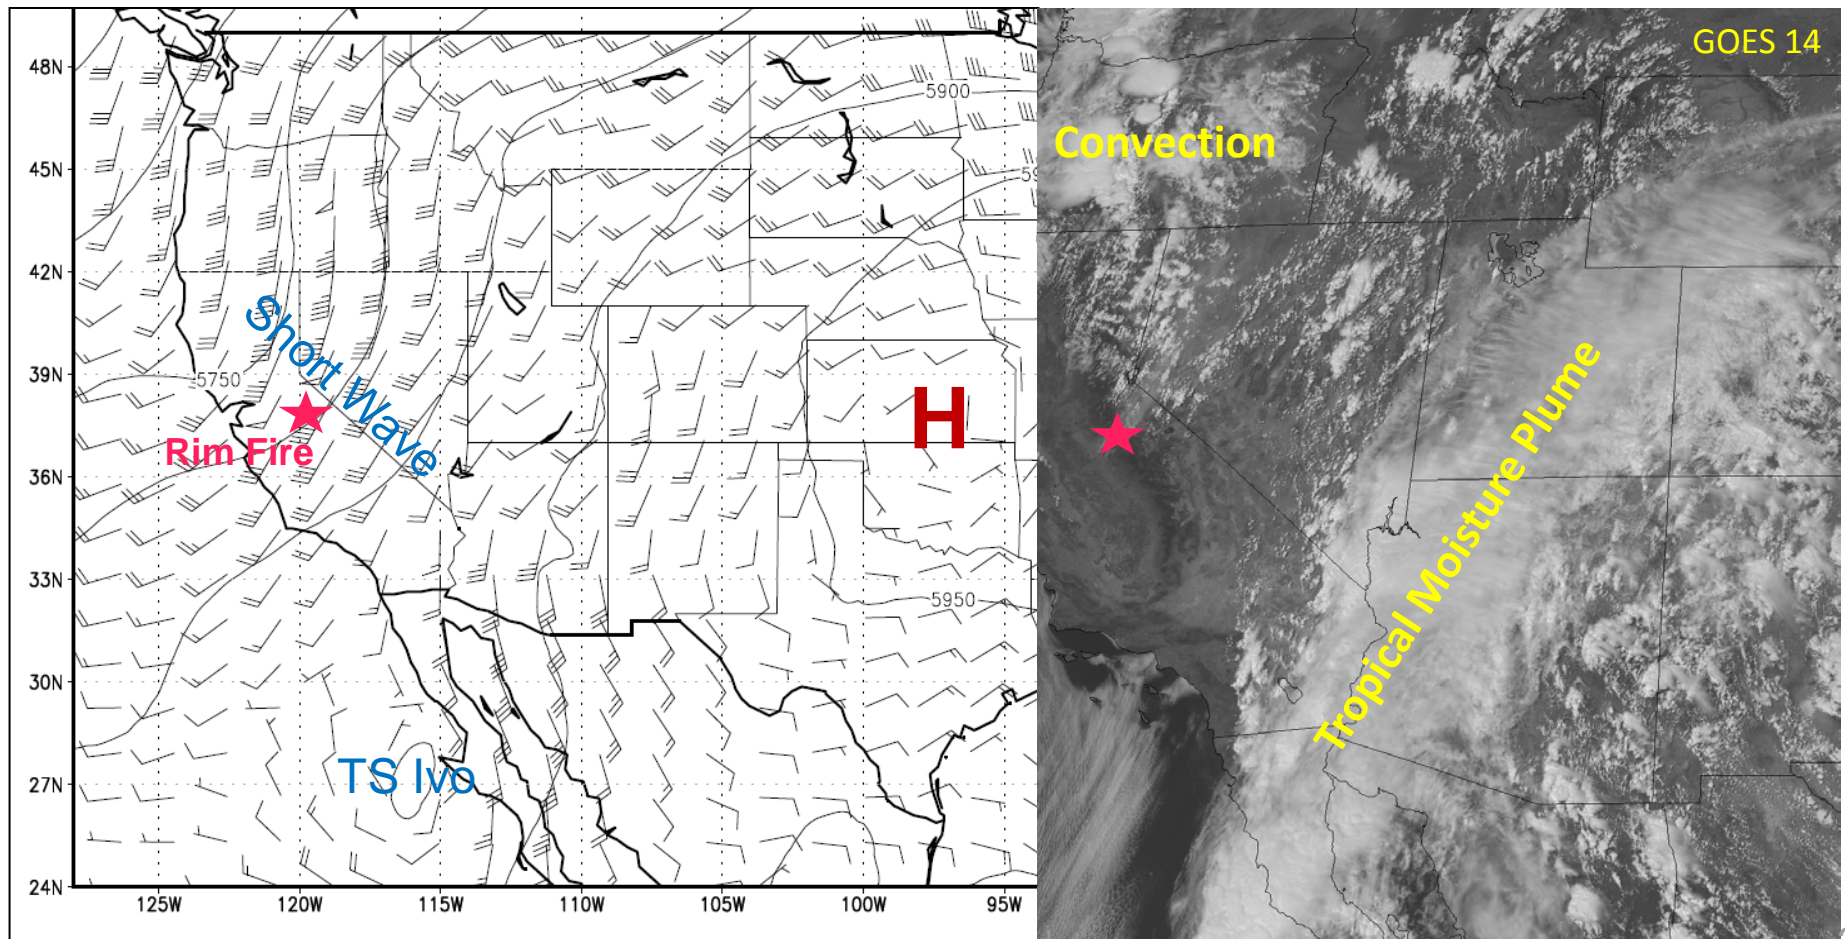 48N
45N
42N
39N
36N
33N
30N
27N
24N
125W
120W
115W
110W
105W
100W
95W
5900
59
5750
5950
Short Wave
Rim Fire
H
TS Ivo
GOES 14
Convection
Tropical Moisture Plume